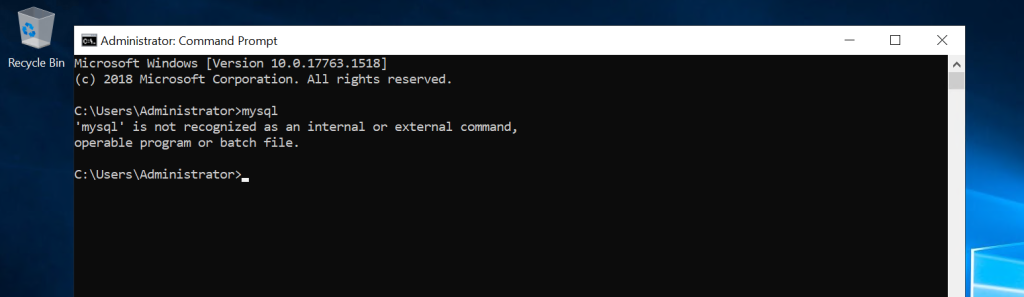 Recycle Bin
Administrator: Command Prompt
Microsoft Windows [Version 10.0.17763.1518]
(c) 2018 Microsoft Corporation. All rights reserved.
C:\Users\Administrator>mysql
'mysql' is not recognized as an internal or external command,
operable program or batch file.
C:\Users\Administrator>